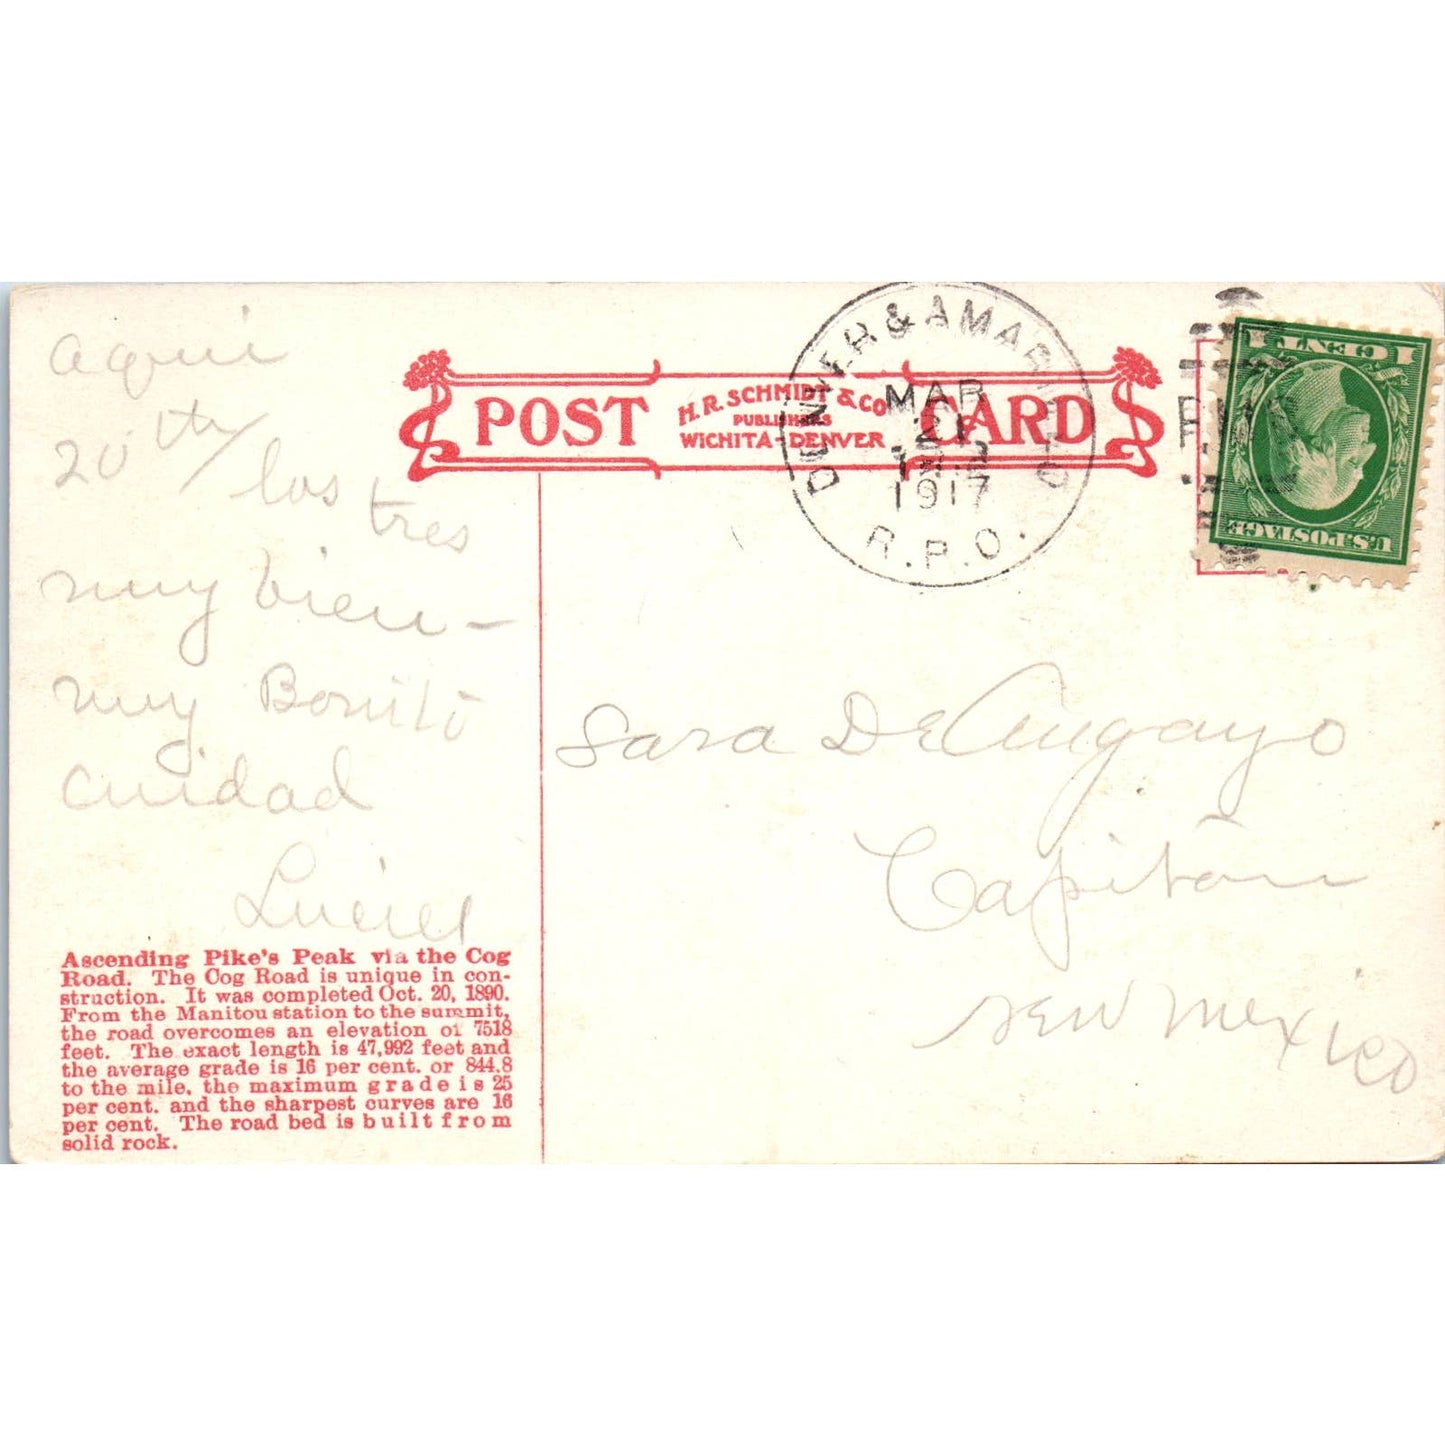 aqui
20th/ los tres
muy bien –
muy Bonito
cuidad
POST CARD
H.R. SCHMIDT & CO
PUBLISHERS
WICHITA-DENVER
DENVER & AMARILLO
MAR
21
1917
R.P.O.
RMS
U.S. POSTAGE
1 CENT 1
Sara De Augayo
Capitan
New Mexico
Ascending Pike's Peak via the Cog
Road. The Cog Road is unique in con-
struction. It was completed Oct. 20, 1890.
From the Manitou station to the summit,
the road overcomes an elevation of 7518
feet. The exact length is 47,992 feet and
the average grade is 16 per cent. or 844.8
to the mile, the maximum grade is 25
per cent. and the sharpest curves are 16
per cent. The road bed is built from
solid rock.